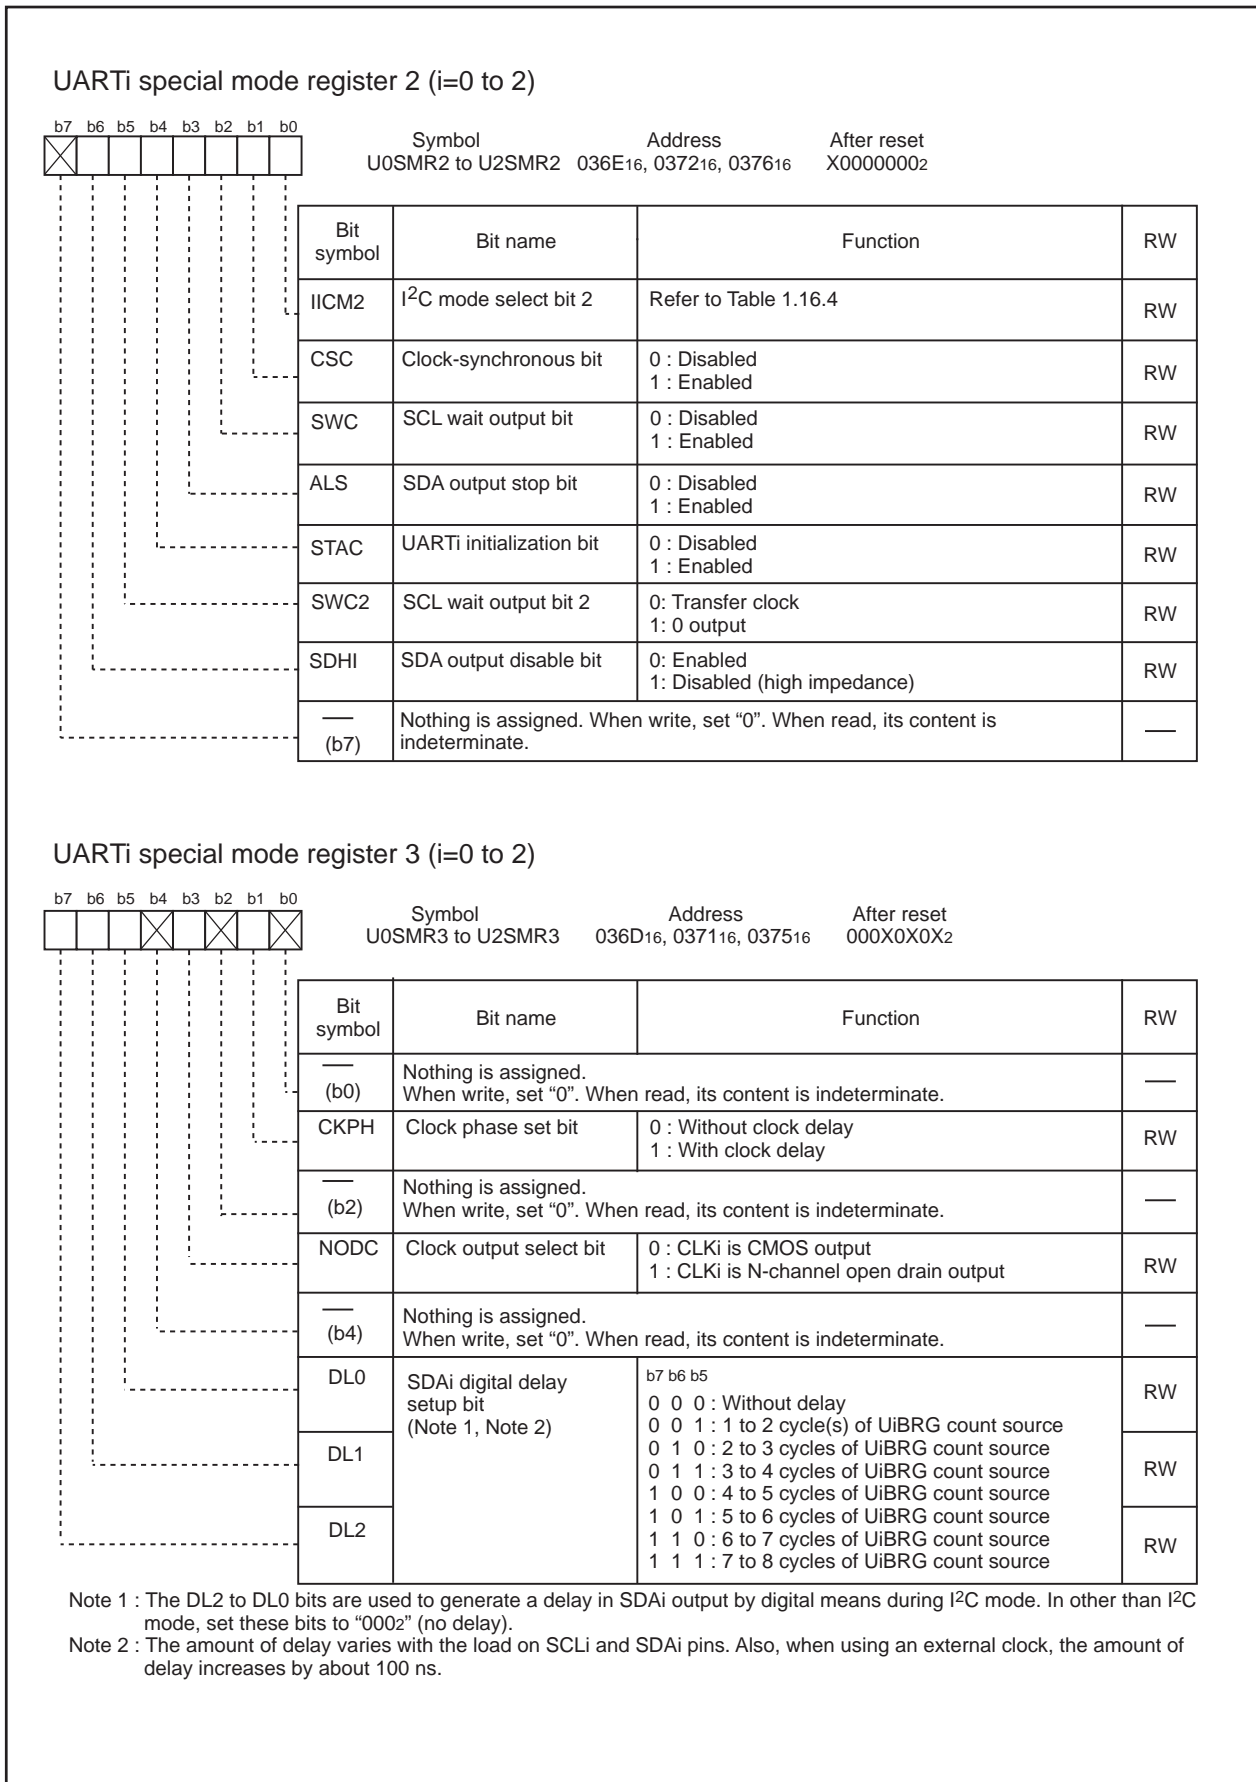 UARTi special mode register 2 (i=0 to 2)
b7 b6 b5 b4 b3 b2 b1 b0
Symbol Address After reset
U0SMR2 to U2SMR2 036E16, 037216, 037616 X00000002
Bit symbol Bit name Function RW
IICM2 I2C mode select bit 2 Refer to Table 1.16.4 RW
CSC Clock-synchronous bit 0 : Disabled
1 : Enabled RW
SWC SCL wait output bit 0 : Disabled
1 : Enabled RW
ALS SDA output stop bit 0 : Disabled
1 : Enabled RW
STAC UARTi initialization bit 0 : Disabled
1 : Enabled RW
SWC2 SCL wait output bit 2 0: Transfer clock
1: 0 output RW
SDHI SDA output disable bit 0: Enabled
1: Disabled (high impedance) RW
— Nothing is assigned. When write, set “0”. When read, its content is —
(b7) indeterminate.
UARTi special mode register 3 (i=0 to 2)
b7 b6 b5 b4 b3 b2 b1 b0
Symbol Address After reset
U0SMR3 to U2SMR3 036D16, 037116, 037516 000X0X0X2
Bit symbol Bit name Function RW
— Nothing is assigned. —
(b0) When write, set “0”. When read, its content is indeterminate.
CKPH Clock phase set bit 0 : Without clock delay
1 : With clock delay RW
— Nothing is assigned. —
(b2) When write, set “0”. When read, its content is indeterminate.
NODC Clock output select bit 0 : CLKi is CMOS output
1 : CLKi is N-channel open drain output RW
— Nothing is assigned. —
(b4) When write, set “0”. When read, its content is indeterminate.
DL0 SDAi digital delay b7 b6 b5 RW
setup bit 0 0 0 : Without delay
(Note 1, Note 2) 0 0 1 : 1 to 2 cycle(s) of UiBRG count source
DL1 0 1 0 : 2 to 3 cycles of UiBRG count source
0 1 1 : 3 to 4 cycles of UiBRG count source RW
1 0 0 : 4 to 5 cycles of UiBRG count source
DL2 1 0 1 : 5 to 6 cycles of UiBRG count source
1 1 0 : 6 to 7 cycles of UiBRG count source RW
1 1 1 : 7 to 8 cycles of UiBRG count source
Note 1 : The DL2 to DL0 bits are used to generate a delay in SDAi output by digital means during I2C mode. In other than I2C
mode, set these bits to “0002” (no delay).
Note 2 : The amount of delay varies with the load on SCLi and SDAi pins. Also, when using an external clock, the amount of
delay increases by about 100 ns.